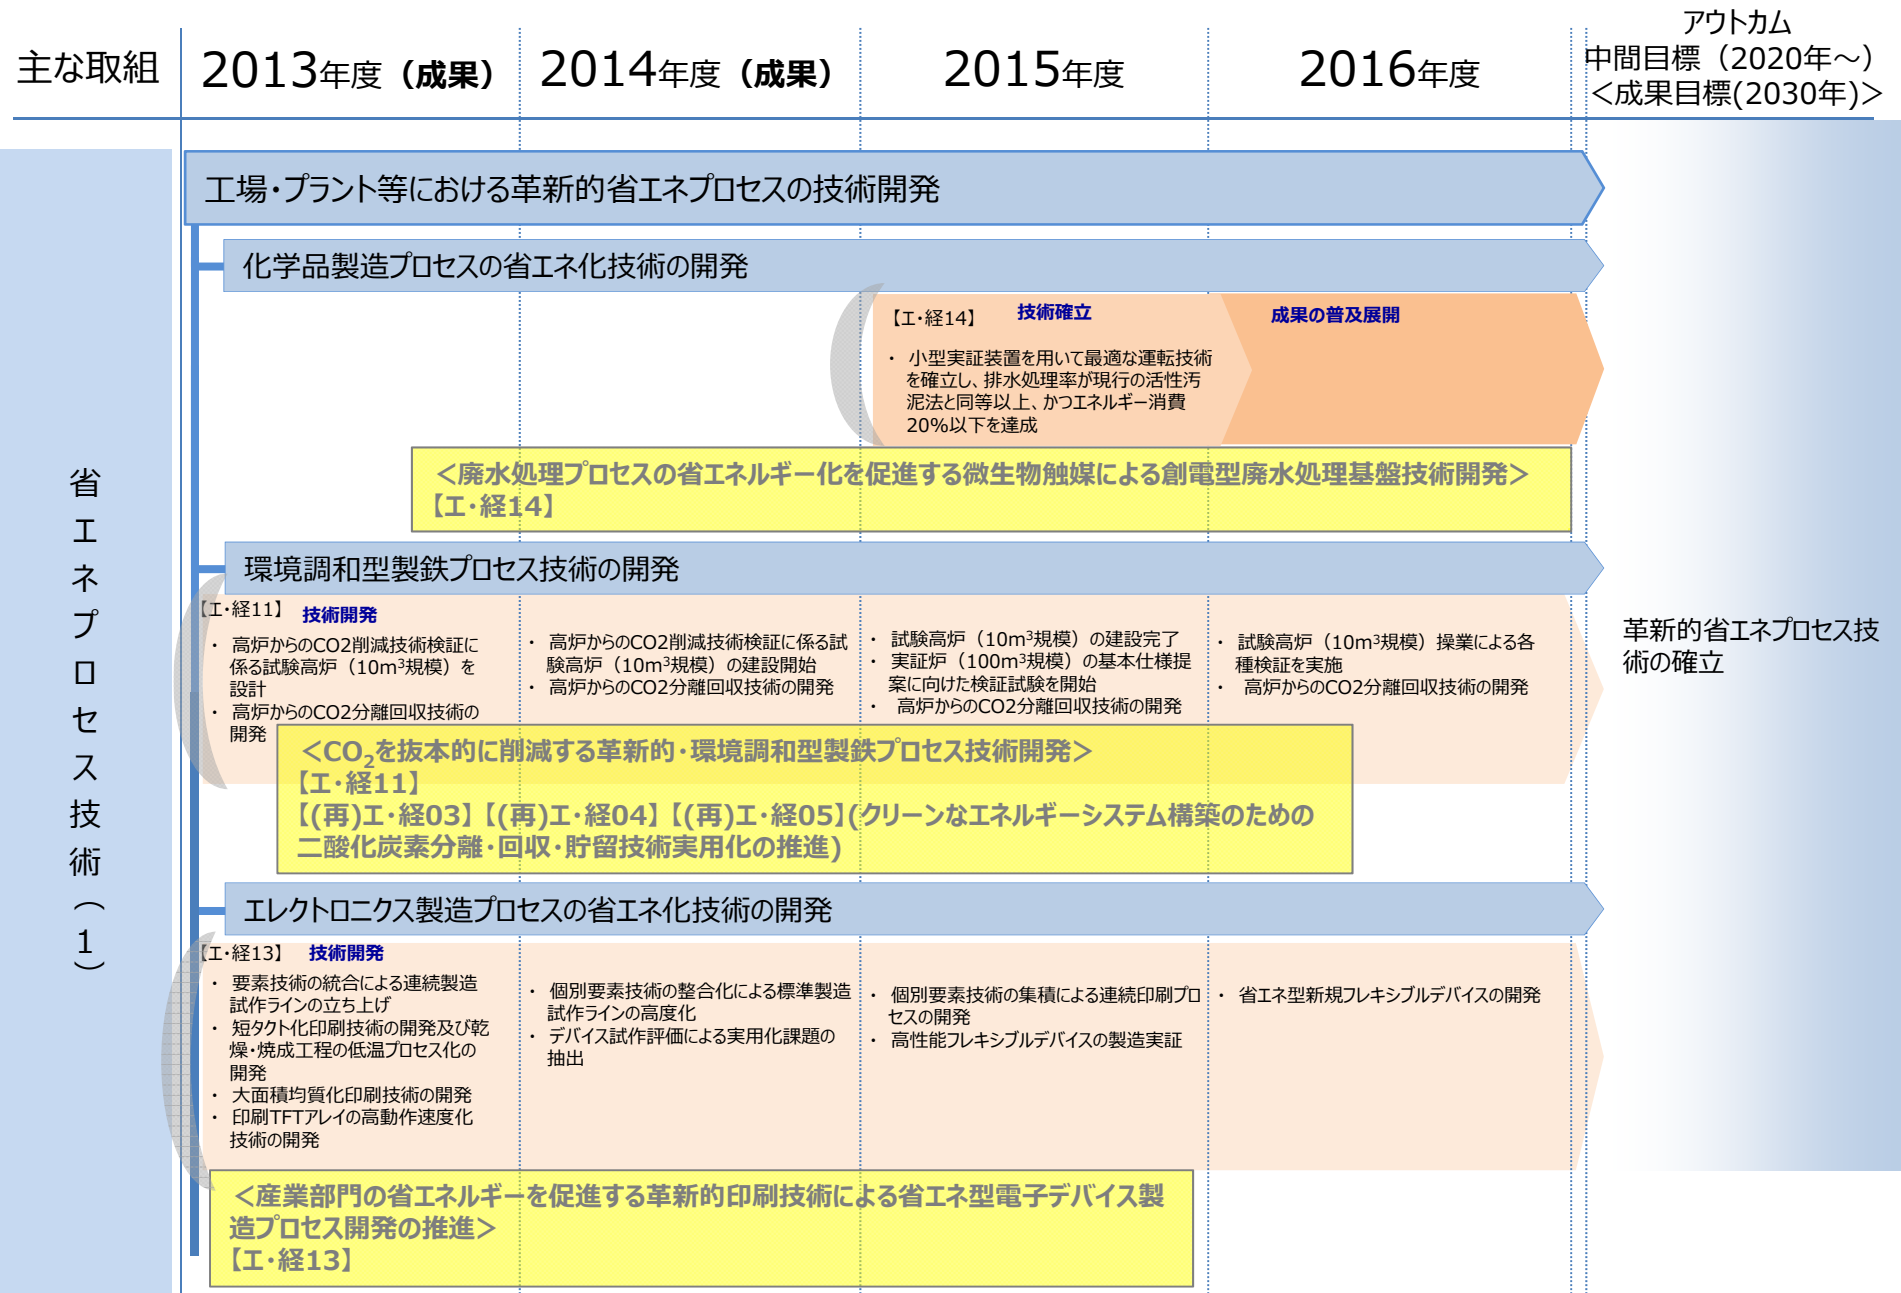 主な取組
2013年度（成果）
2014年度（成果）
2015年度
2016年度
アウトカム
中間目標（2020年～）
＜成果目標(2030年)＞
省エネプロセス技術（１）
工場・プラント等における革新的省エネプロセスの技術開発
化学品製造プロセスの省エネ化技術の開発
【エ・経14】
技術確立
成果の普及展開
・ 小型実証装置を用いて最適な運転技術
を確立し、排水処理率が現行の活性汚
泥法と同等以上、かつエネルギー消費
20%以下を達成
＜廃水処理プロセスの省エネルギー化を促進する微生物触媒による創電型廃水処理基盤技術開発＞
【エ・経14】
環境調和型製鉄プロセス技術の開発
【エ・経11】
技術開発
・ 高炉からのCO2削減技術検証に
係る試験高炉（10m³規模）を
設計
・ 高炉からのCO2分離回収技術の
開発
・ 高炉からのCO2削減技術検証に係る試
験高炉（10m³規模）の建設開始
・ 高炉からのCO2分離回収技術の開発
・ 試験高炉（10m³規模）の建設完了
・ 実証炉（100m³規模）の基本仕様提
案に向けた検証試験を開始
・ 高炉からのCO2分離回収技術の開発
・ 試験高炉（10m³規模）操業による各
種検証を実施
・ 高炉からのCO2分離回収技術の開発
＜CO₂を抜本的に削減する革新的・環境調和型製鉄プロセス技術開発＞
【エ・経11】
【(再)エ・経03】【(再)エ・経04】【(再)エ・経05】(クリーンなエネルギーシステム構築のための
二酸化炭素分離・回収・貯留技術実用化の推進)
革新的省エネプロセス技
術の確立
エレクトロニクス製造プロセスの省エネ化技術の開発
【エ・経13】
技術開発
・ 要素技術の統合による連続製造
試作ラインの立ち上げ
・ 短タクト化印刷技術の開発及び乾
燥・焼成工程の低温プロセス化の
開発
・ 大面積均質化印刷技術の開発
・ 印刷TFTアレイの高動作速度化
技術の開発
・ 個別要素技術の整合化による標準製造
試作ラインの高度化
・ デバイス試作評価による実用化課題の
抽出
・ 個別要素技術の集積による連続印刷プロ
セスの開発
・ 高性能フレキシブルデバイスの製造実証
・ 省エネ型新規フレキシブルデバイスの開発
＜産業部門の省エネルギーを促進する革新的印刷技術による省エネ型電子デバイス製
造プロセス開発の推進＞
【エ・経13】